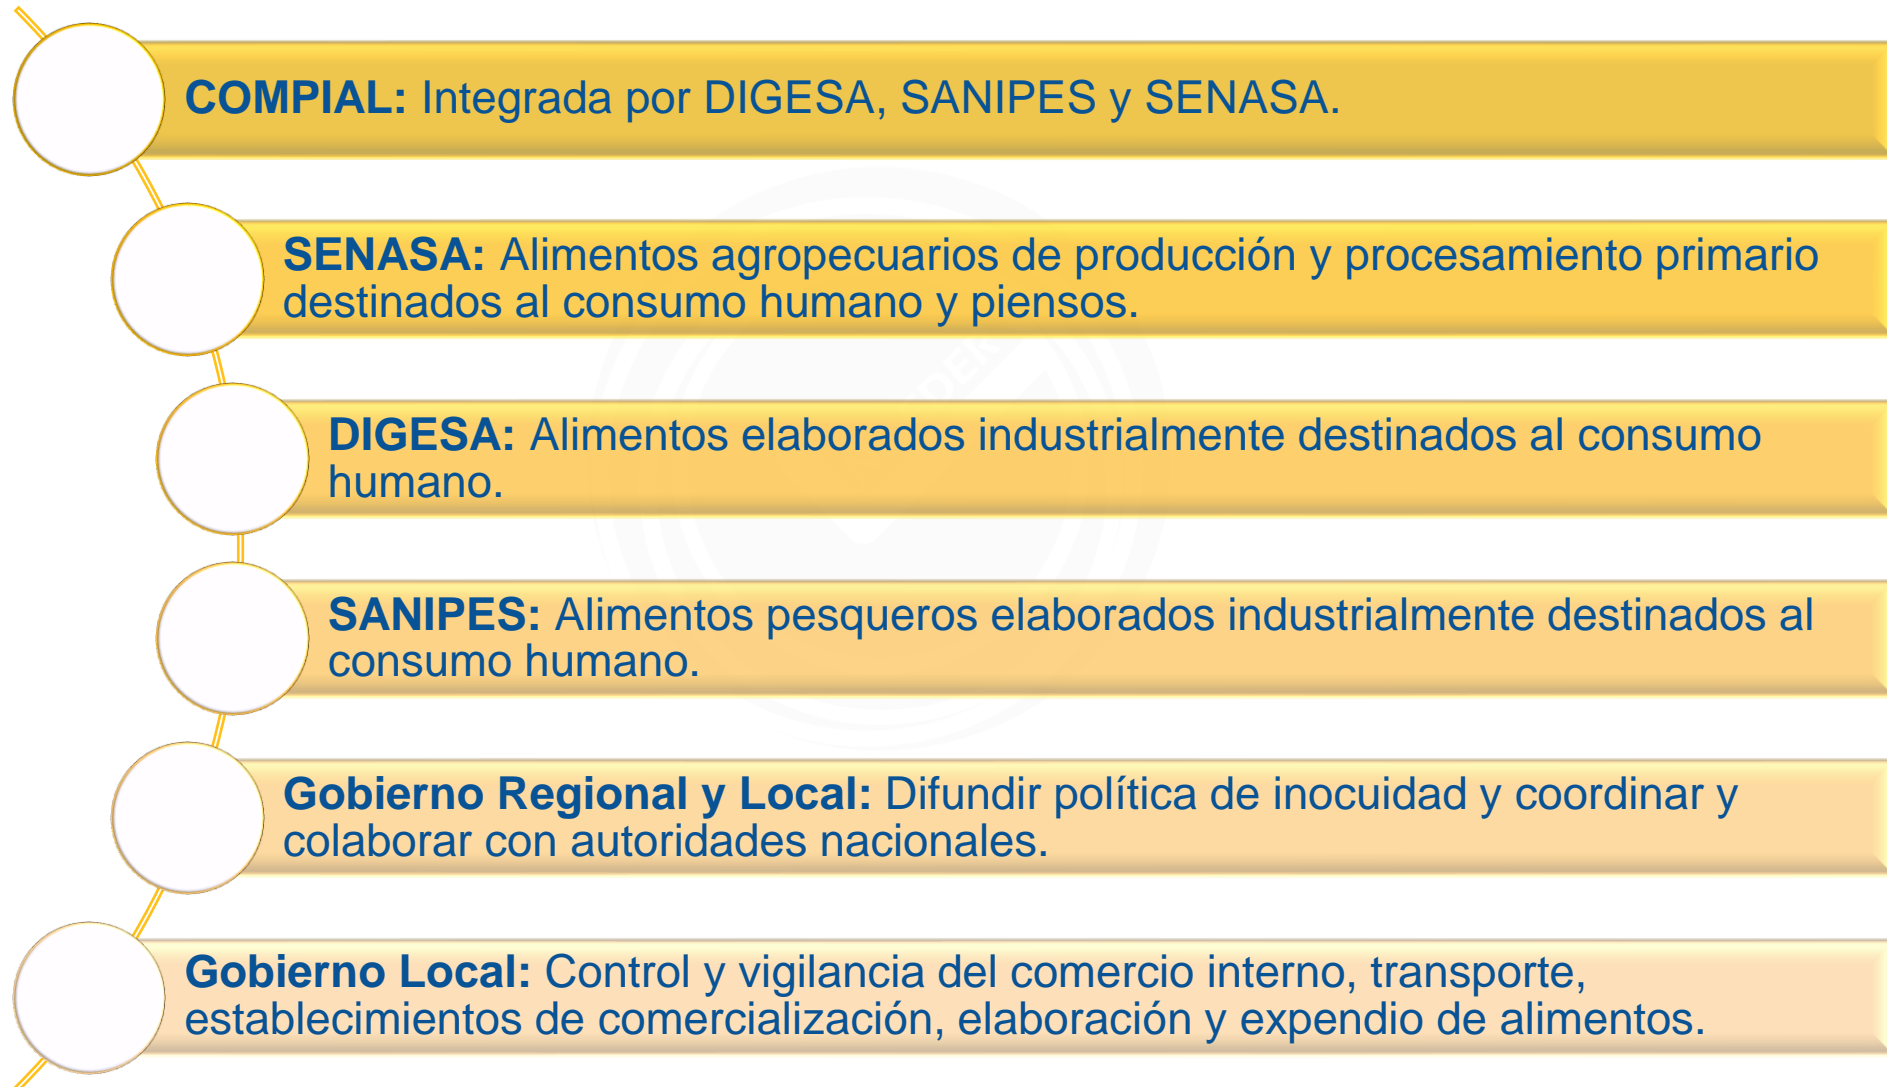 COMPIAL: Integrada por DIGESA, SANIPES y SENASA.
SENASA: Alimentos agropecuarios de producción y procesamiento primario
destinados al consumo humano y piensos.
DIGESA: Alimentos elaborados industrialmente destinados al consumo
humano.
SANIPES: Alimentos pesqueros elaborados industrialmente destinados al
consumo humano.
Gobierno Regional y Local: Difundir política de inocuidad y coordinar y
colaborar con autoridades nacionales.
Gobierno Local: Control y vigilancia del comercio interno, transporte,
establecimientos de comercialización, elaboración y expendio de alimentos.